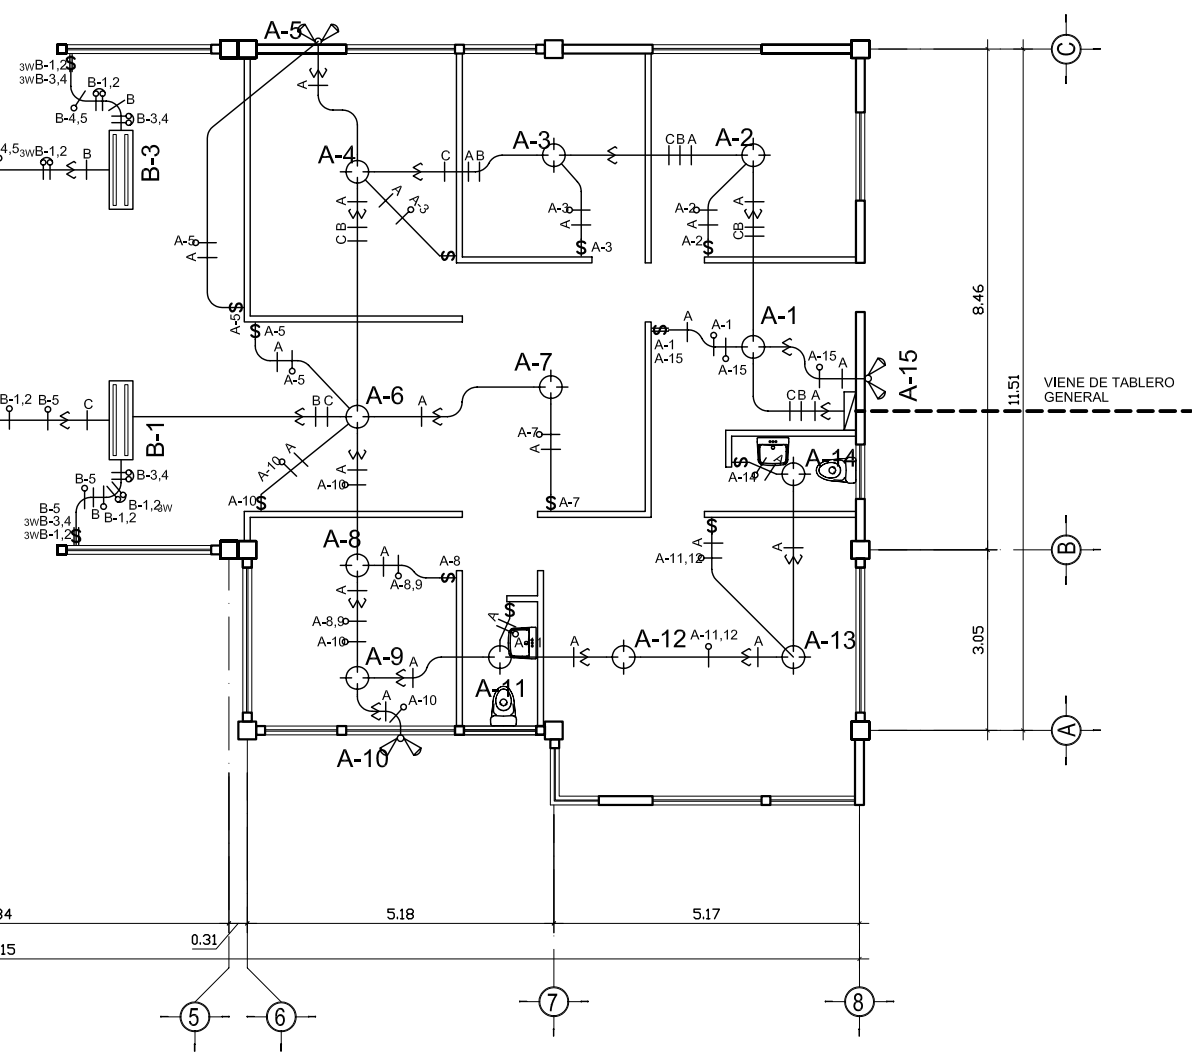 A-5
C
3WB-1,2
3WB-3,4
B-1,2
B
B-4,5
B-3,4
4,5
3WB-1,2
B
B-3
A
A-4
C
A B
A-3
C B A
A-2
A
A-3
A
C B
A-3
A
A-3
A-2
A
A-2
A
CB
A-5
A
A-5
A-5
A
A-5
A
A-1
A-15
A-1
A-15
A-1
A-15
A
A-15
C B A
8.46
11.51
VIENE DE TABLERO
GENERAL
B-1,2
B-5
C
B-1
B C
A-6
A
A-7
A-7
A
A-7
A-10
A
A-10
A
A-10
A-14
A
A-14
B-5
B-3,4
B
B-1,2
B-1,2
3W
B-5
3WB-3,4
3WB-1,2
A-8
A
A-8,9
A-8
A
A-8,9
A-10
A
A-11,12
A
B
A
A-11
A
A-12
A-11,12
A
A-13
3.05
A-9
A
A-11
A
A-10
A-10
A
34
5.18
5.17
0.31
15
5
6
7
8